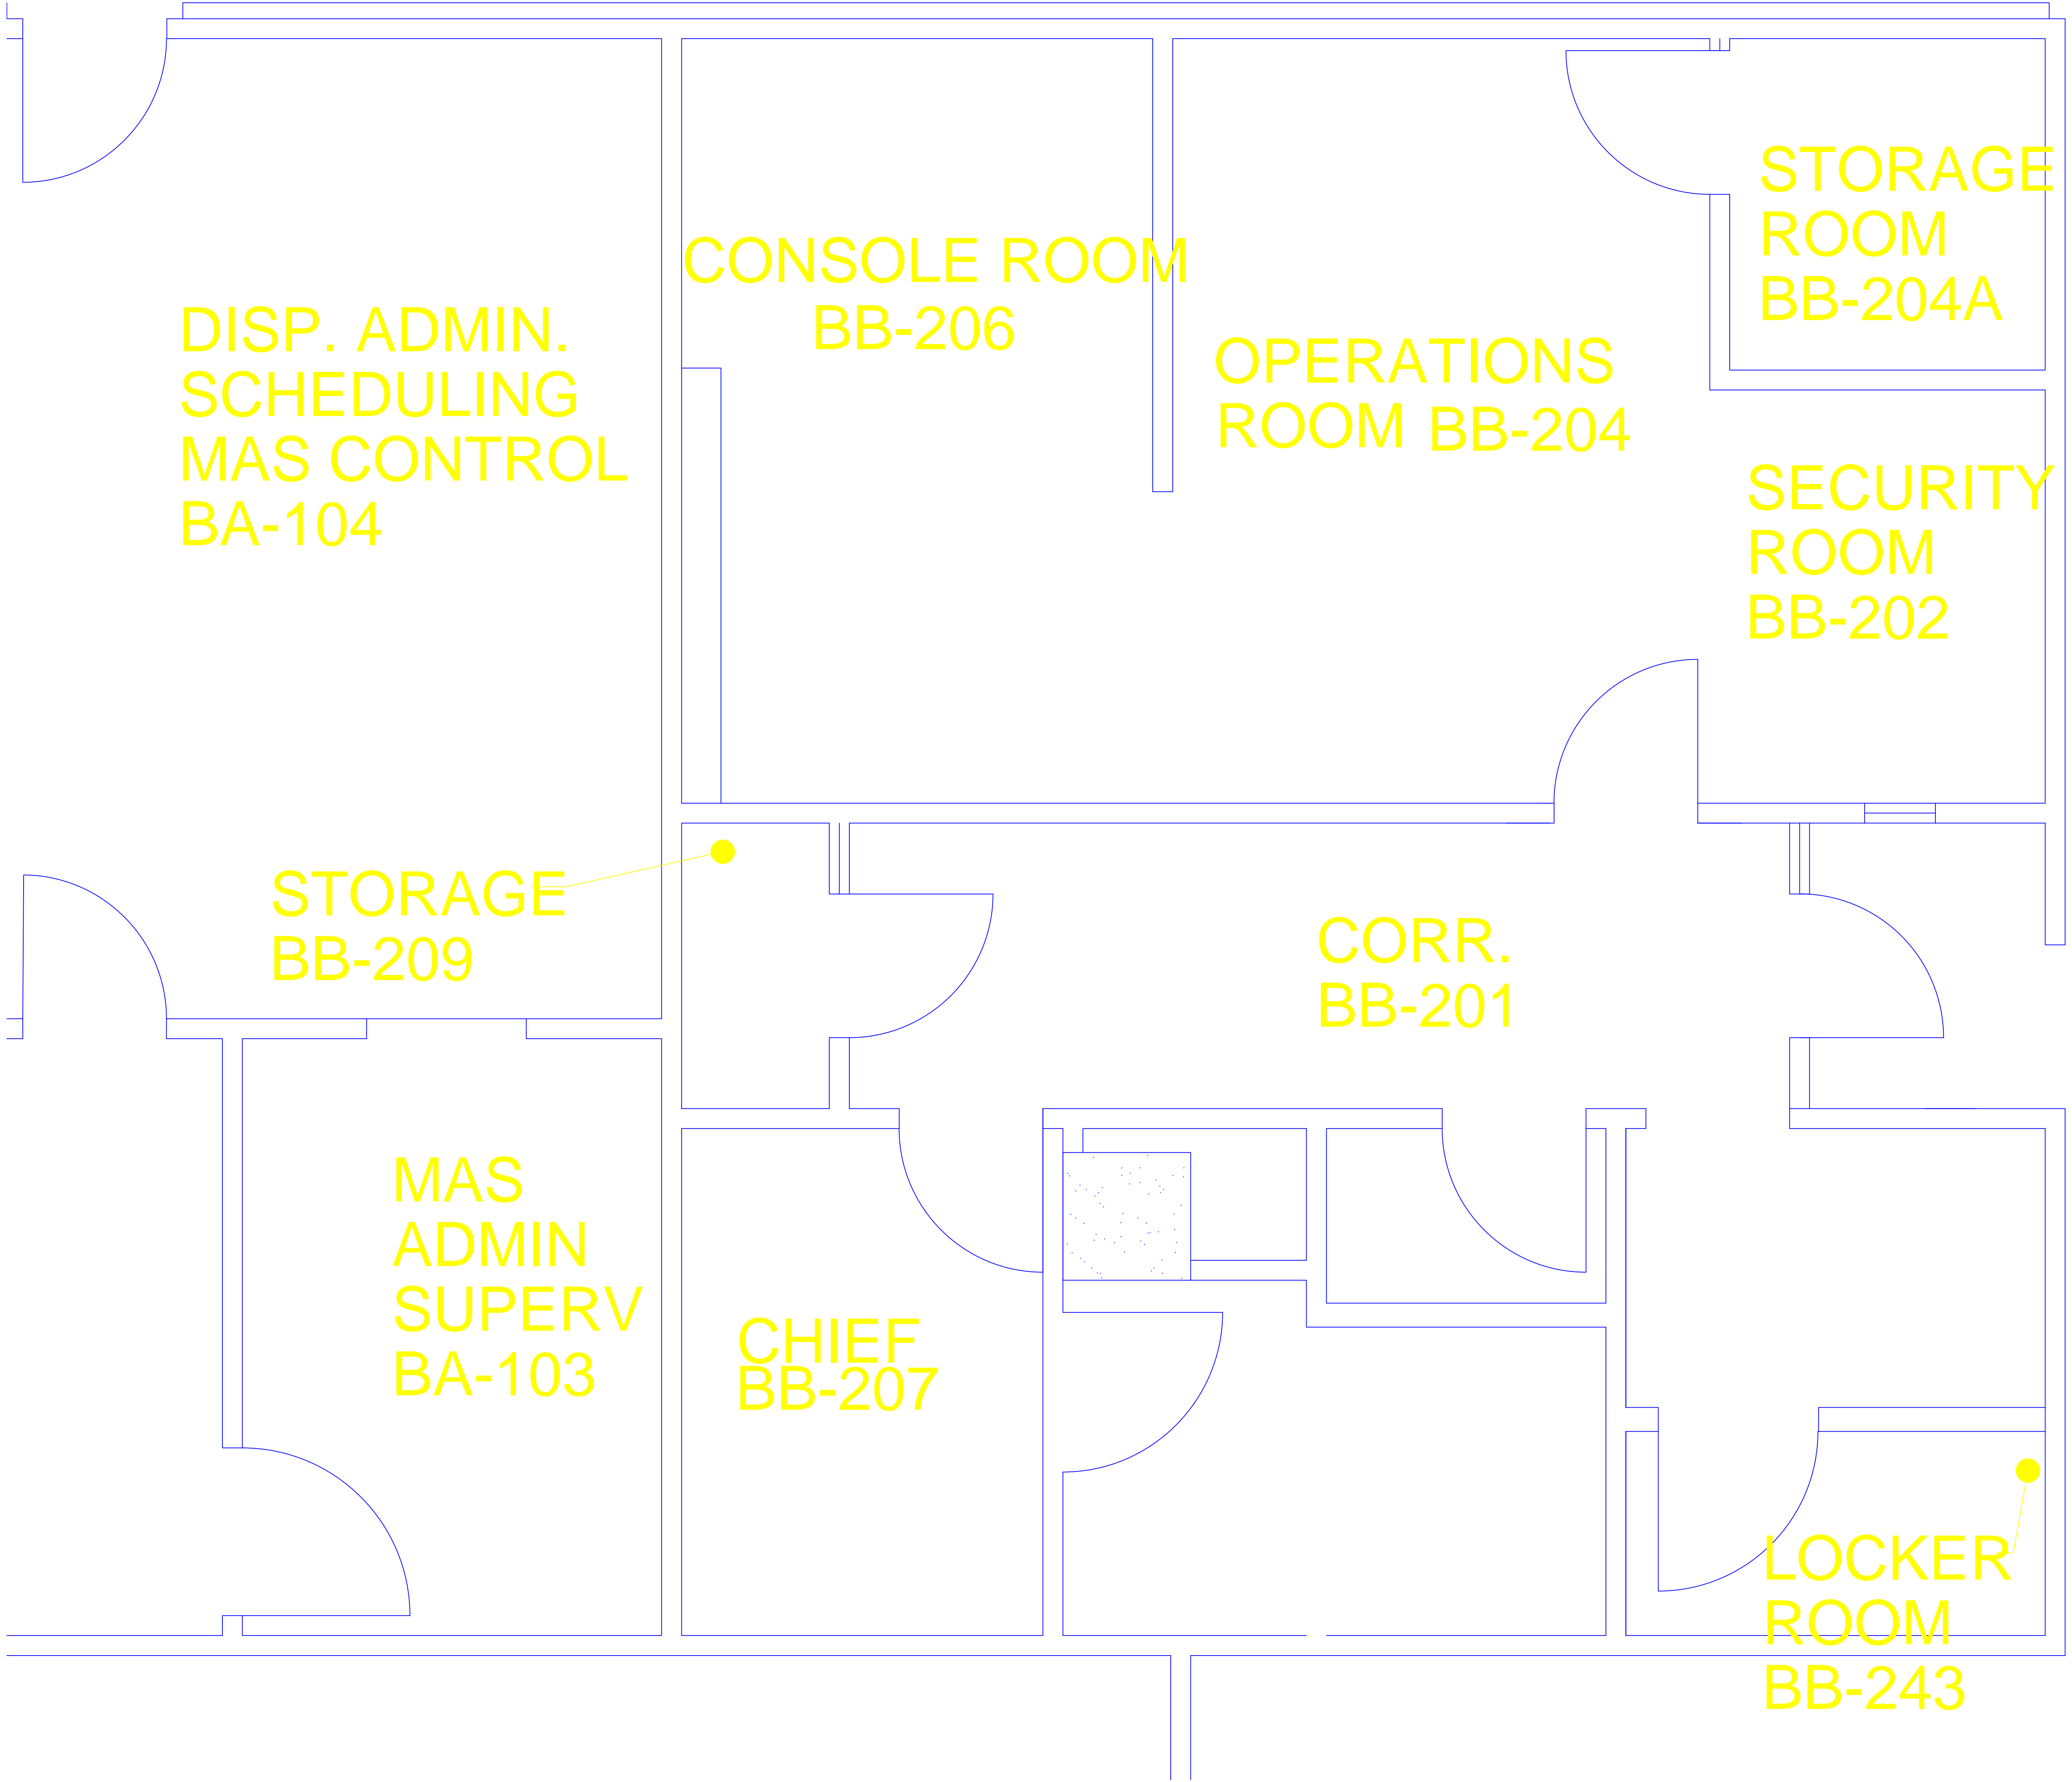 STORAGE
ROOM
BB-204A
CONSOLE ROOM
BB-206
DISP. ADMIN.
SCHEDULING
MAS CONTROL
BA-104
OPERATIONS
ROOM BB-204
SECURITY
ROOM
BB-202
STORAGE
BB-209
CORR.
BB-201
MAS
ADMIN
SUPERV
BA-103
CHIEF
BB-207
LOCKER
ROOM
BB-243